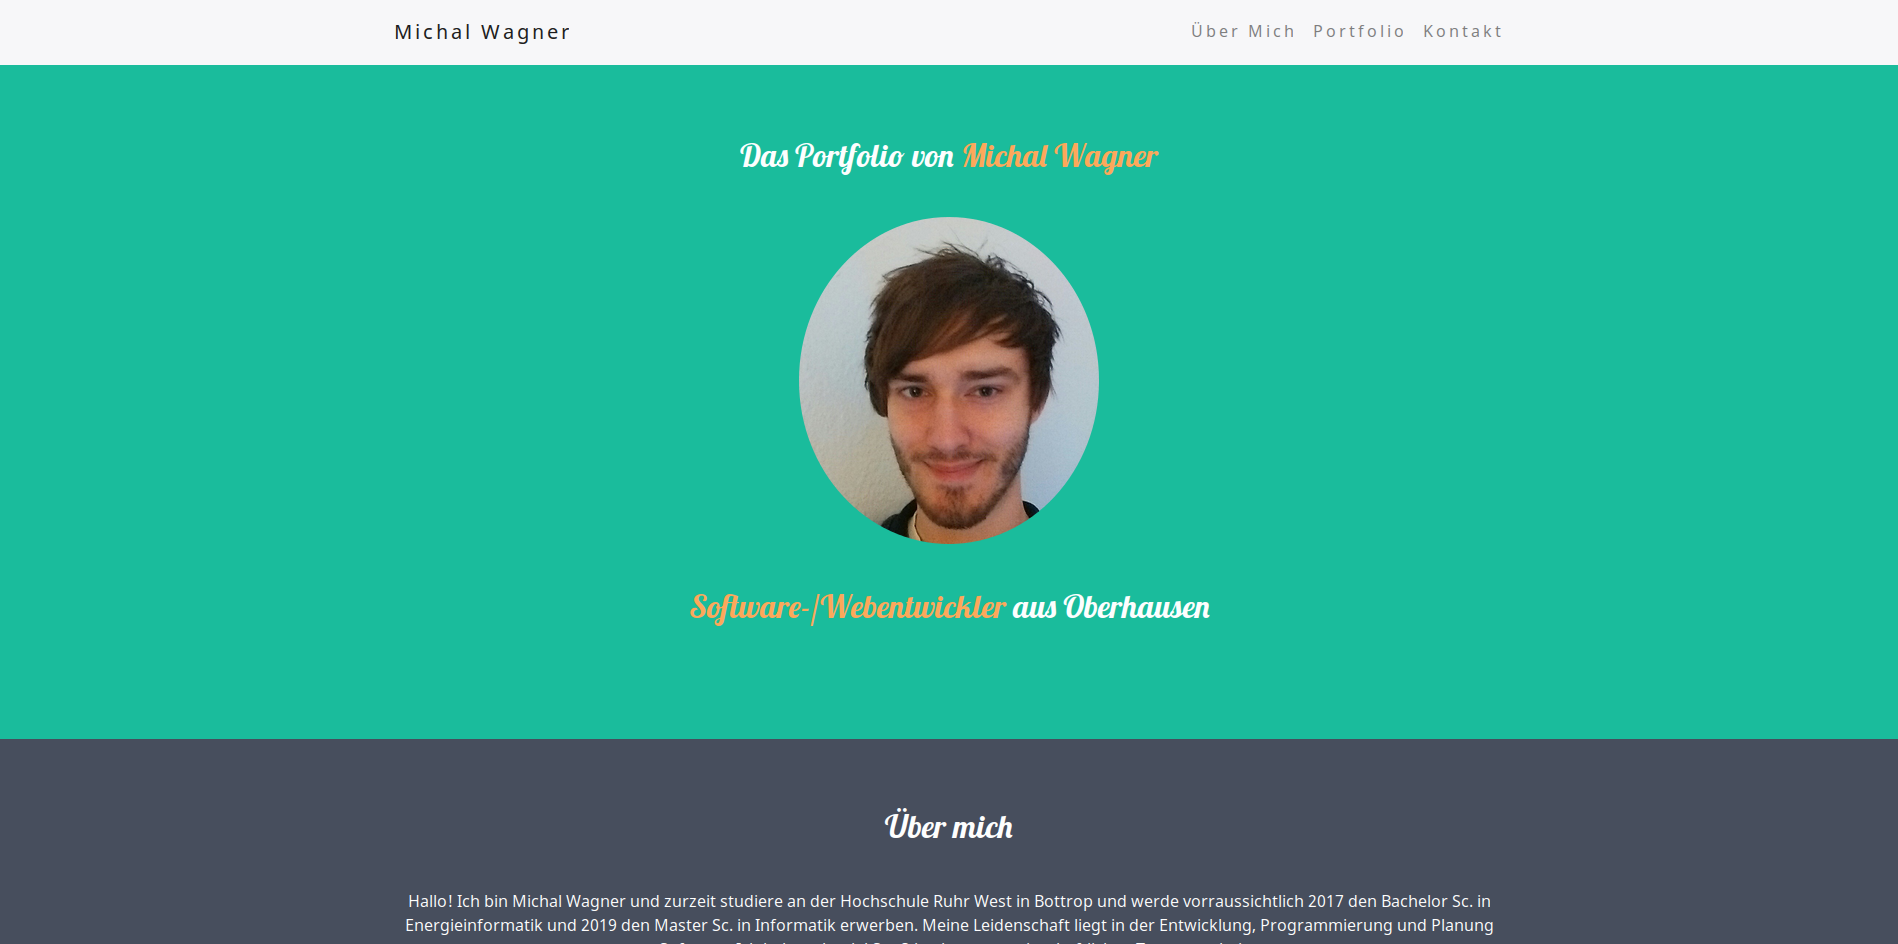 Michal Wagner
Über Mich Portfolio Kontakt
Das Portfolio von Michal Wagner
Software-/Webentwickler aus Oberhausen
Über mich
Hallo! Ich bin Michal Wagner und zurzeit studiere an der Hochschule Ruhr West in Bottrop und werde vorraussichtlich 2017 den Bachelor Sc. in
Energieinformatik und 2019 den Master Sc. in Informatik erwerben. Meine Leidenschaft liegt in der Entwicklung, Programmierung und Planung